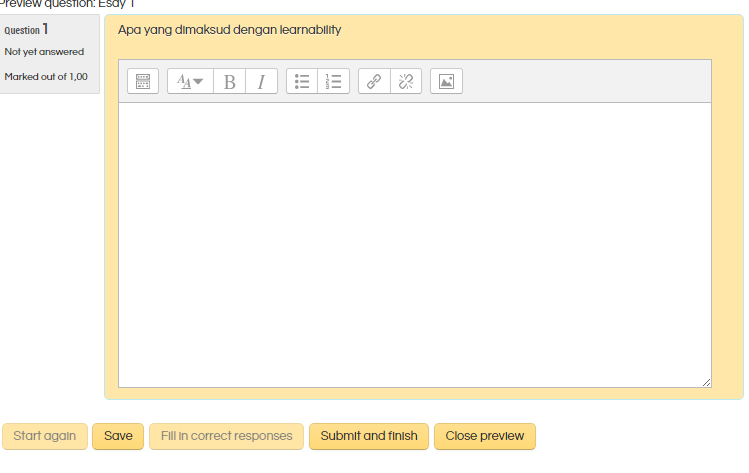 Preview question: Esay 1
Question 1
Not yet answered
Marked out of 1,00
Apa yang dimaksud dengan learnability
Start again
Save
Fill in correct responses
Submit and finish
Close preview